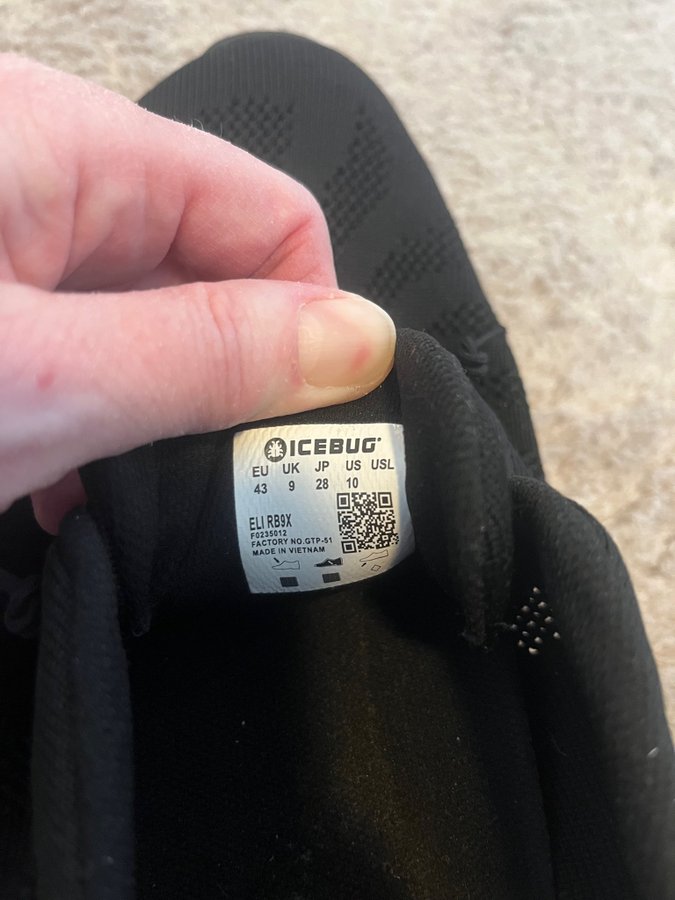 ICEBUG
EU UK JP US USL
43 9 28 10
ELI RB9X
F0235012
FACTORY NO.GTP-51
MADE IN VIETNAM